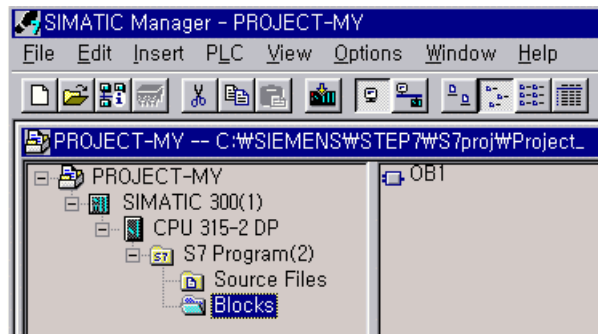 SIMATIC Manager - PROJECT-MY
File Edit Insert PLC View Options Window Help
PROJECT-MY -- C:₩SIEMENS₩STEP7₩S7proj₩Project_
PROJECT-MY
OB1
SIMATIC 300(1)
CPU 315-2 DP
S7 Program(2)
Source Files
Blocks